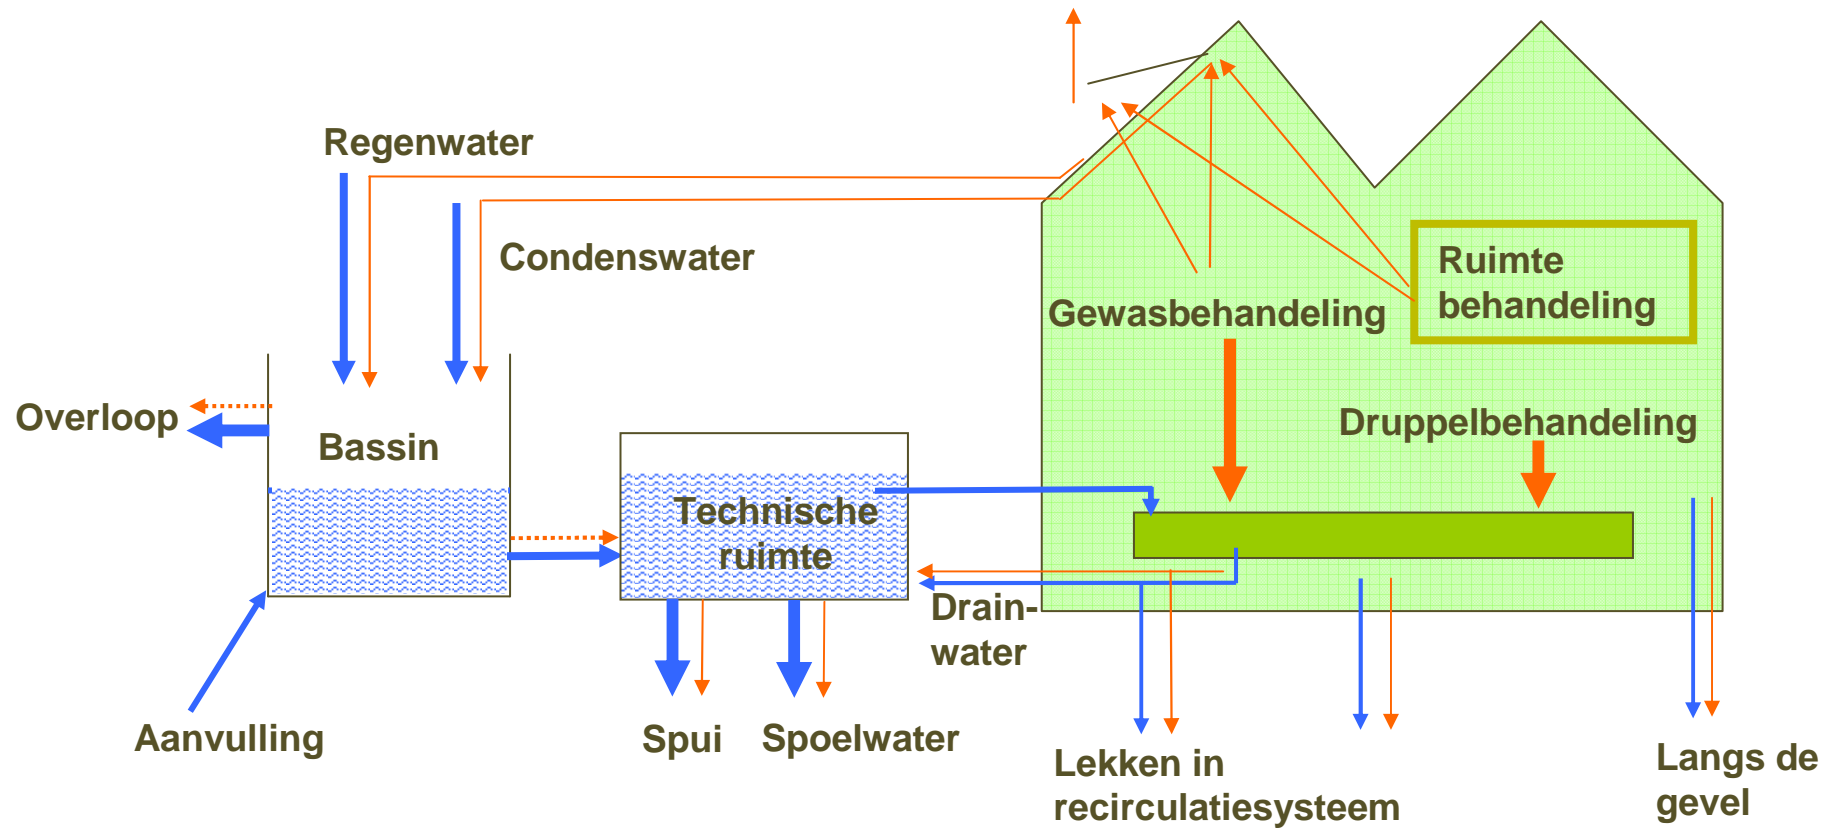 Regenwater
Condenswater
Ruimte
behandeling
Gewasbehandeling
Overloop
Bassin
Druppelbehandeling
Technische
ruimte
Drain-
water
Aanvulling
Spui
Spoelwater
Lekken in
recirculatiesysteem
Langs de
gevel